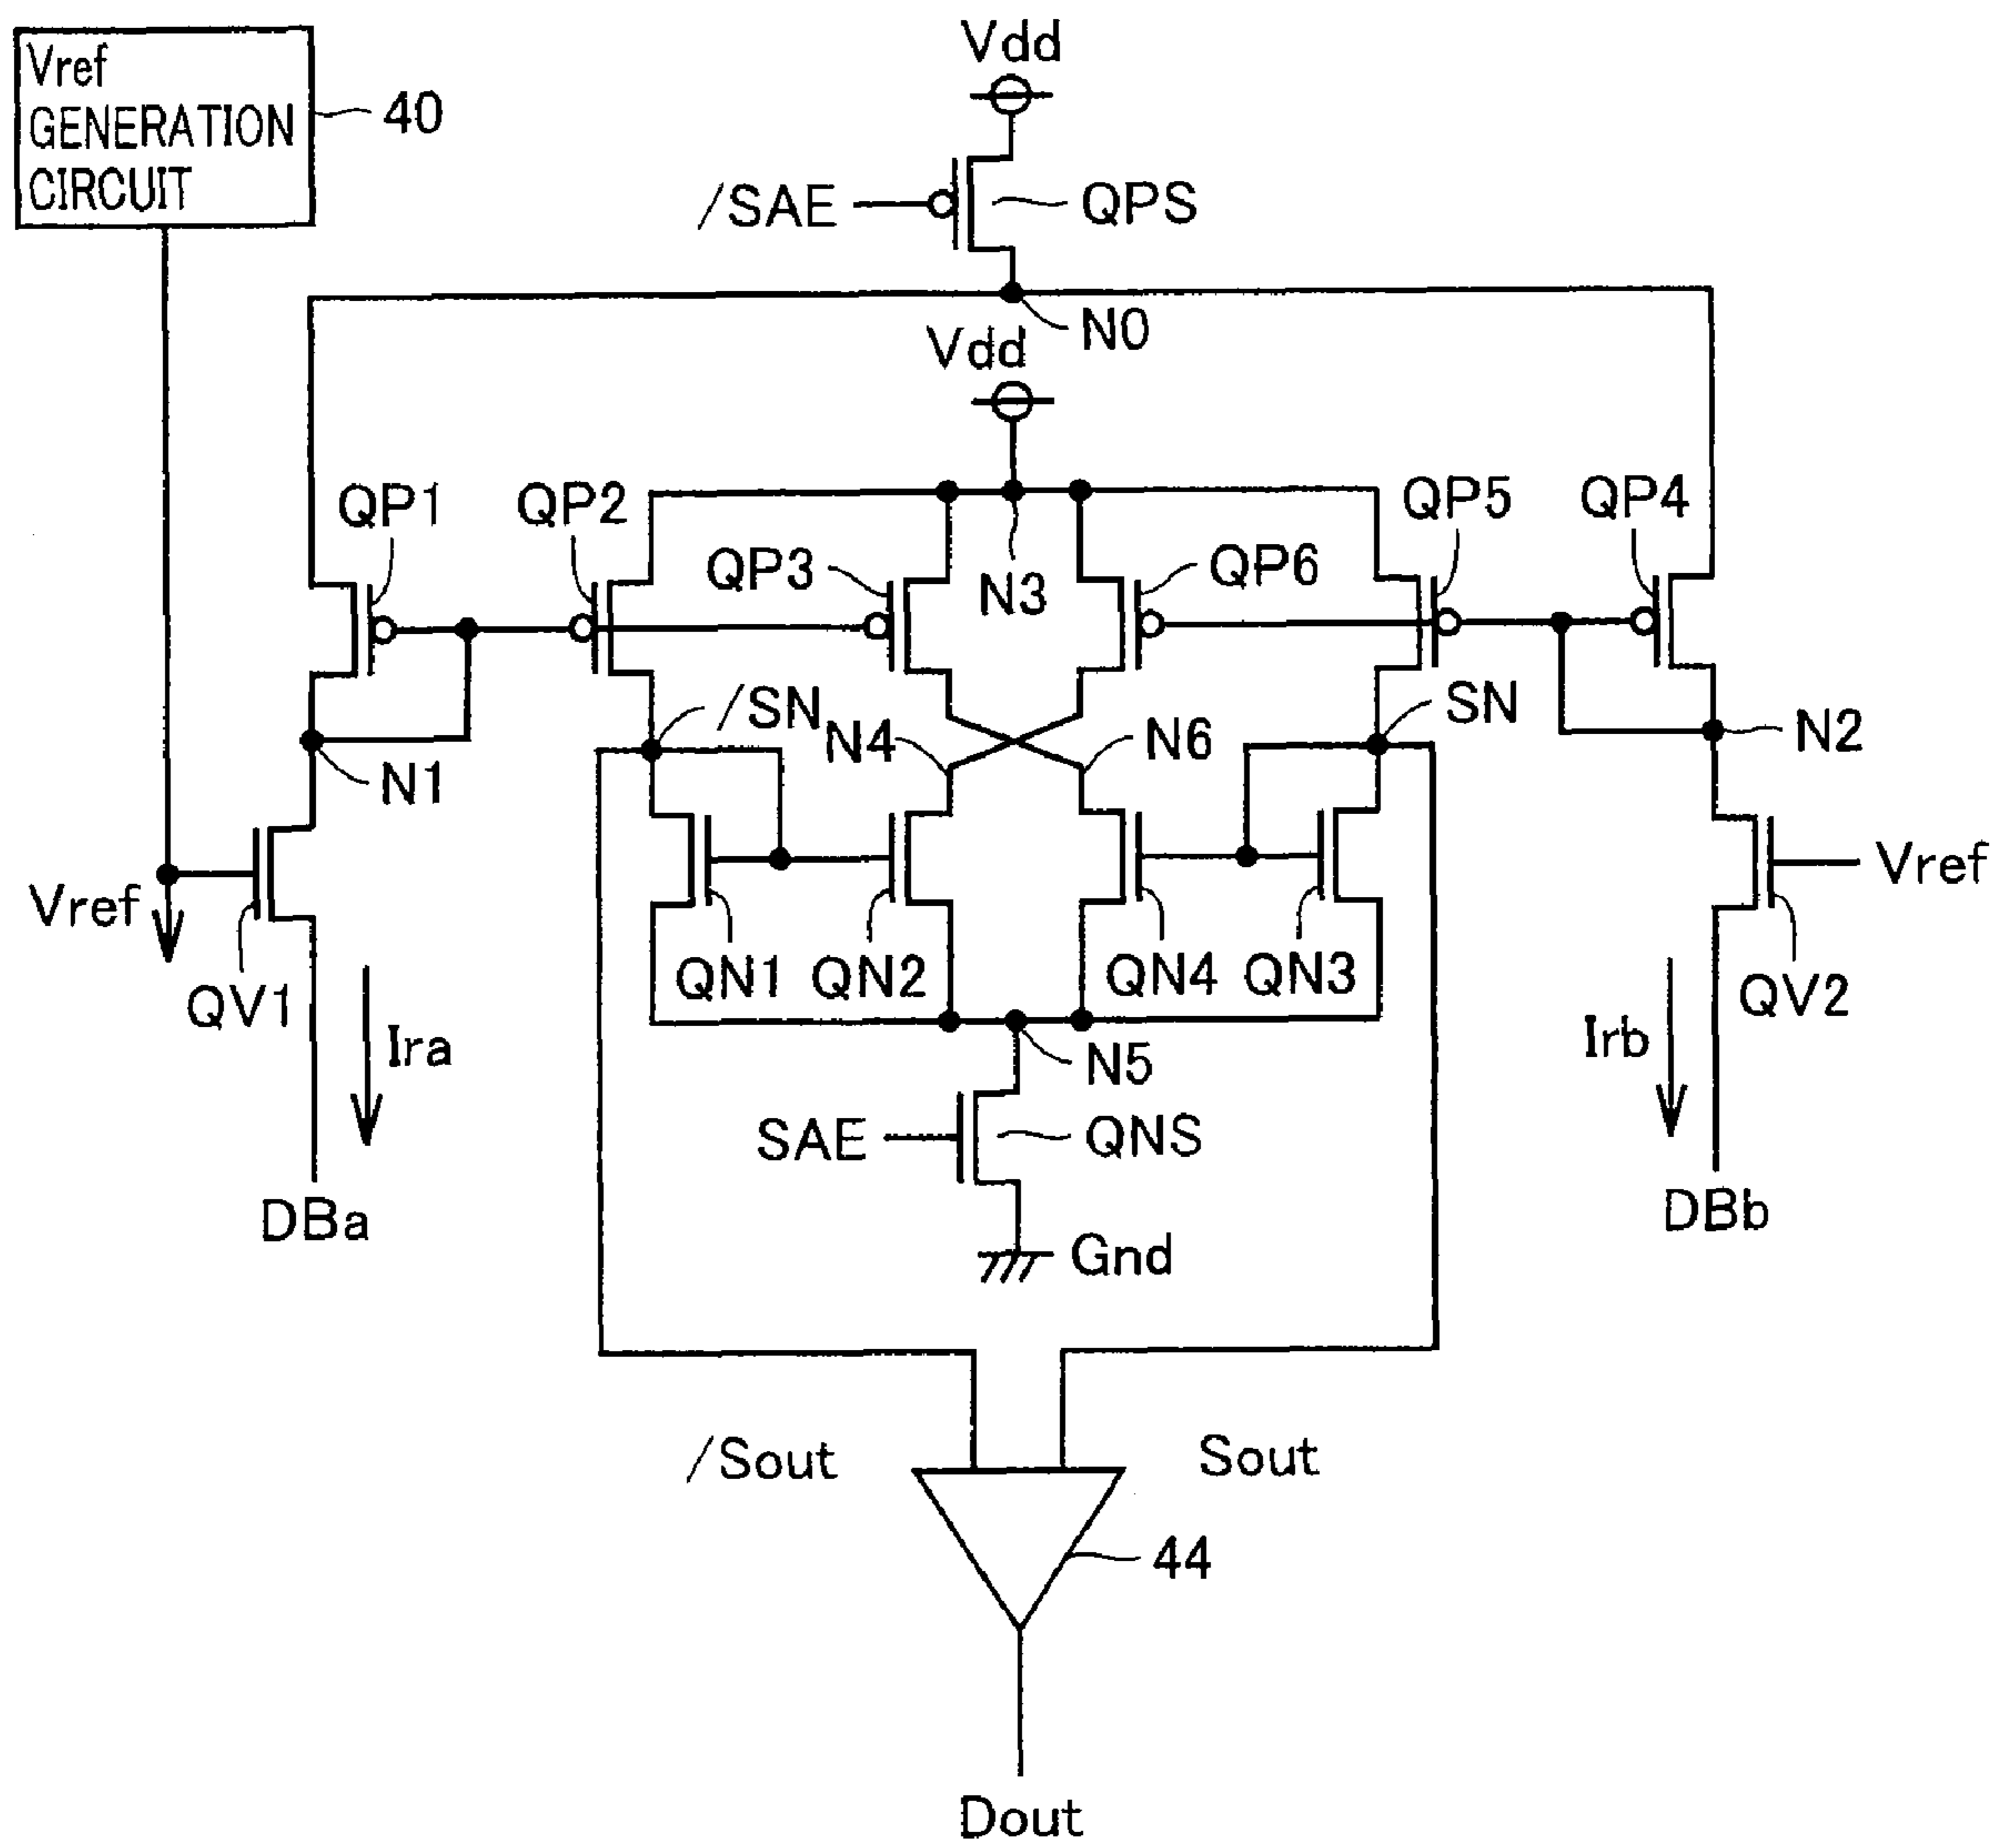 Vref
GENERATION
CIRCUIT
40
Vdd
/SAE
QPS
N0
Vdd
QP1
QP2
QP3
N3
QP6
QP5
QP4
/SN
N4
N6
SN
N2
N1
Vref
QV1
Ira
DBa
QN1
QN2
QN4
QN3
Vref
QV2
Irb
DBb
N5
SAE
QNS
Gnd
/Sout
Sout
44
Dout